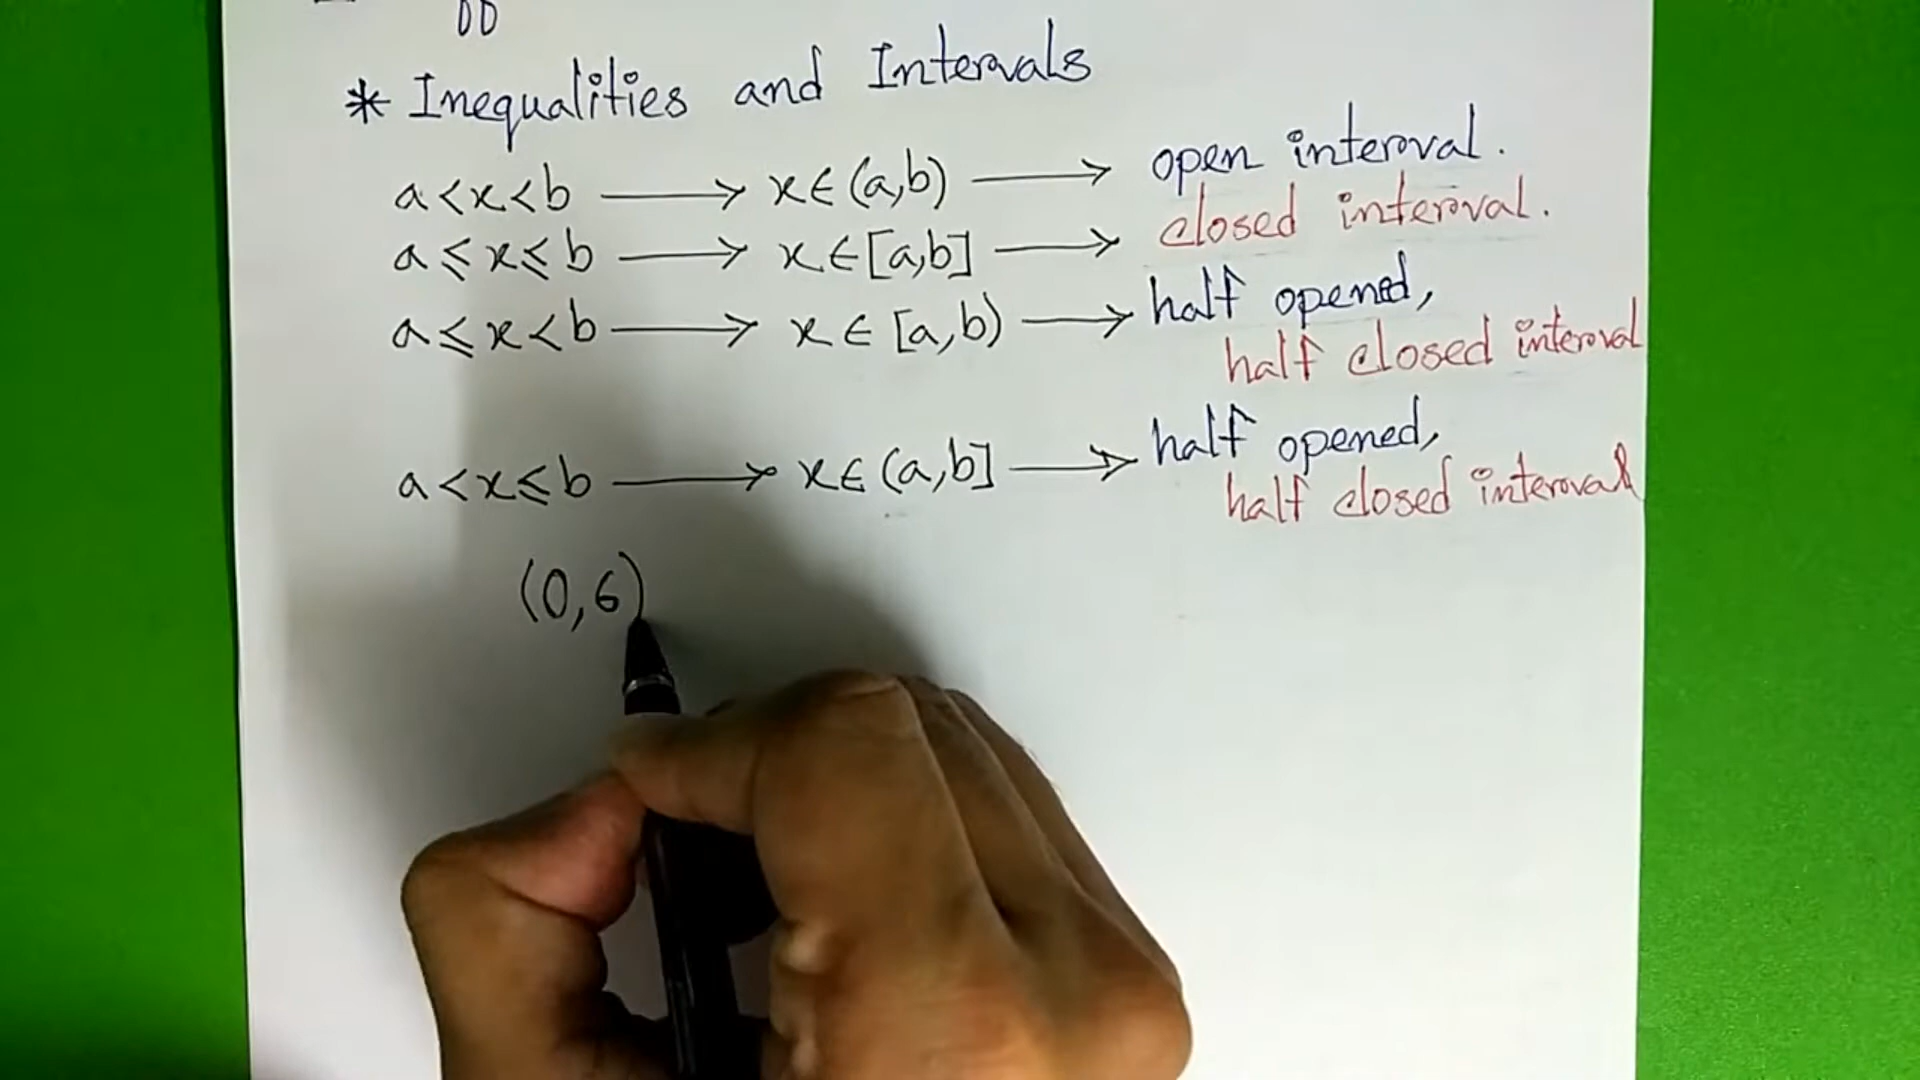 * Inequalities and Intervals
a<x<b → x∈(a,b) → open interval.
a≤x≤b → x∈[a,b] → closed interval.
a≤x<b → x∈[a,b) → half opened,
half closed interval
a<x≤b → x∈(a,b] → half opened,
half closed interval
(0,6)